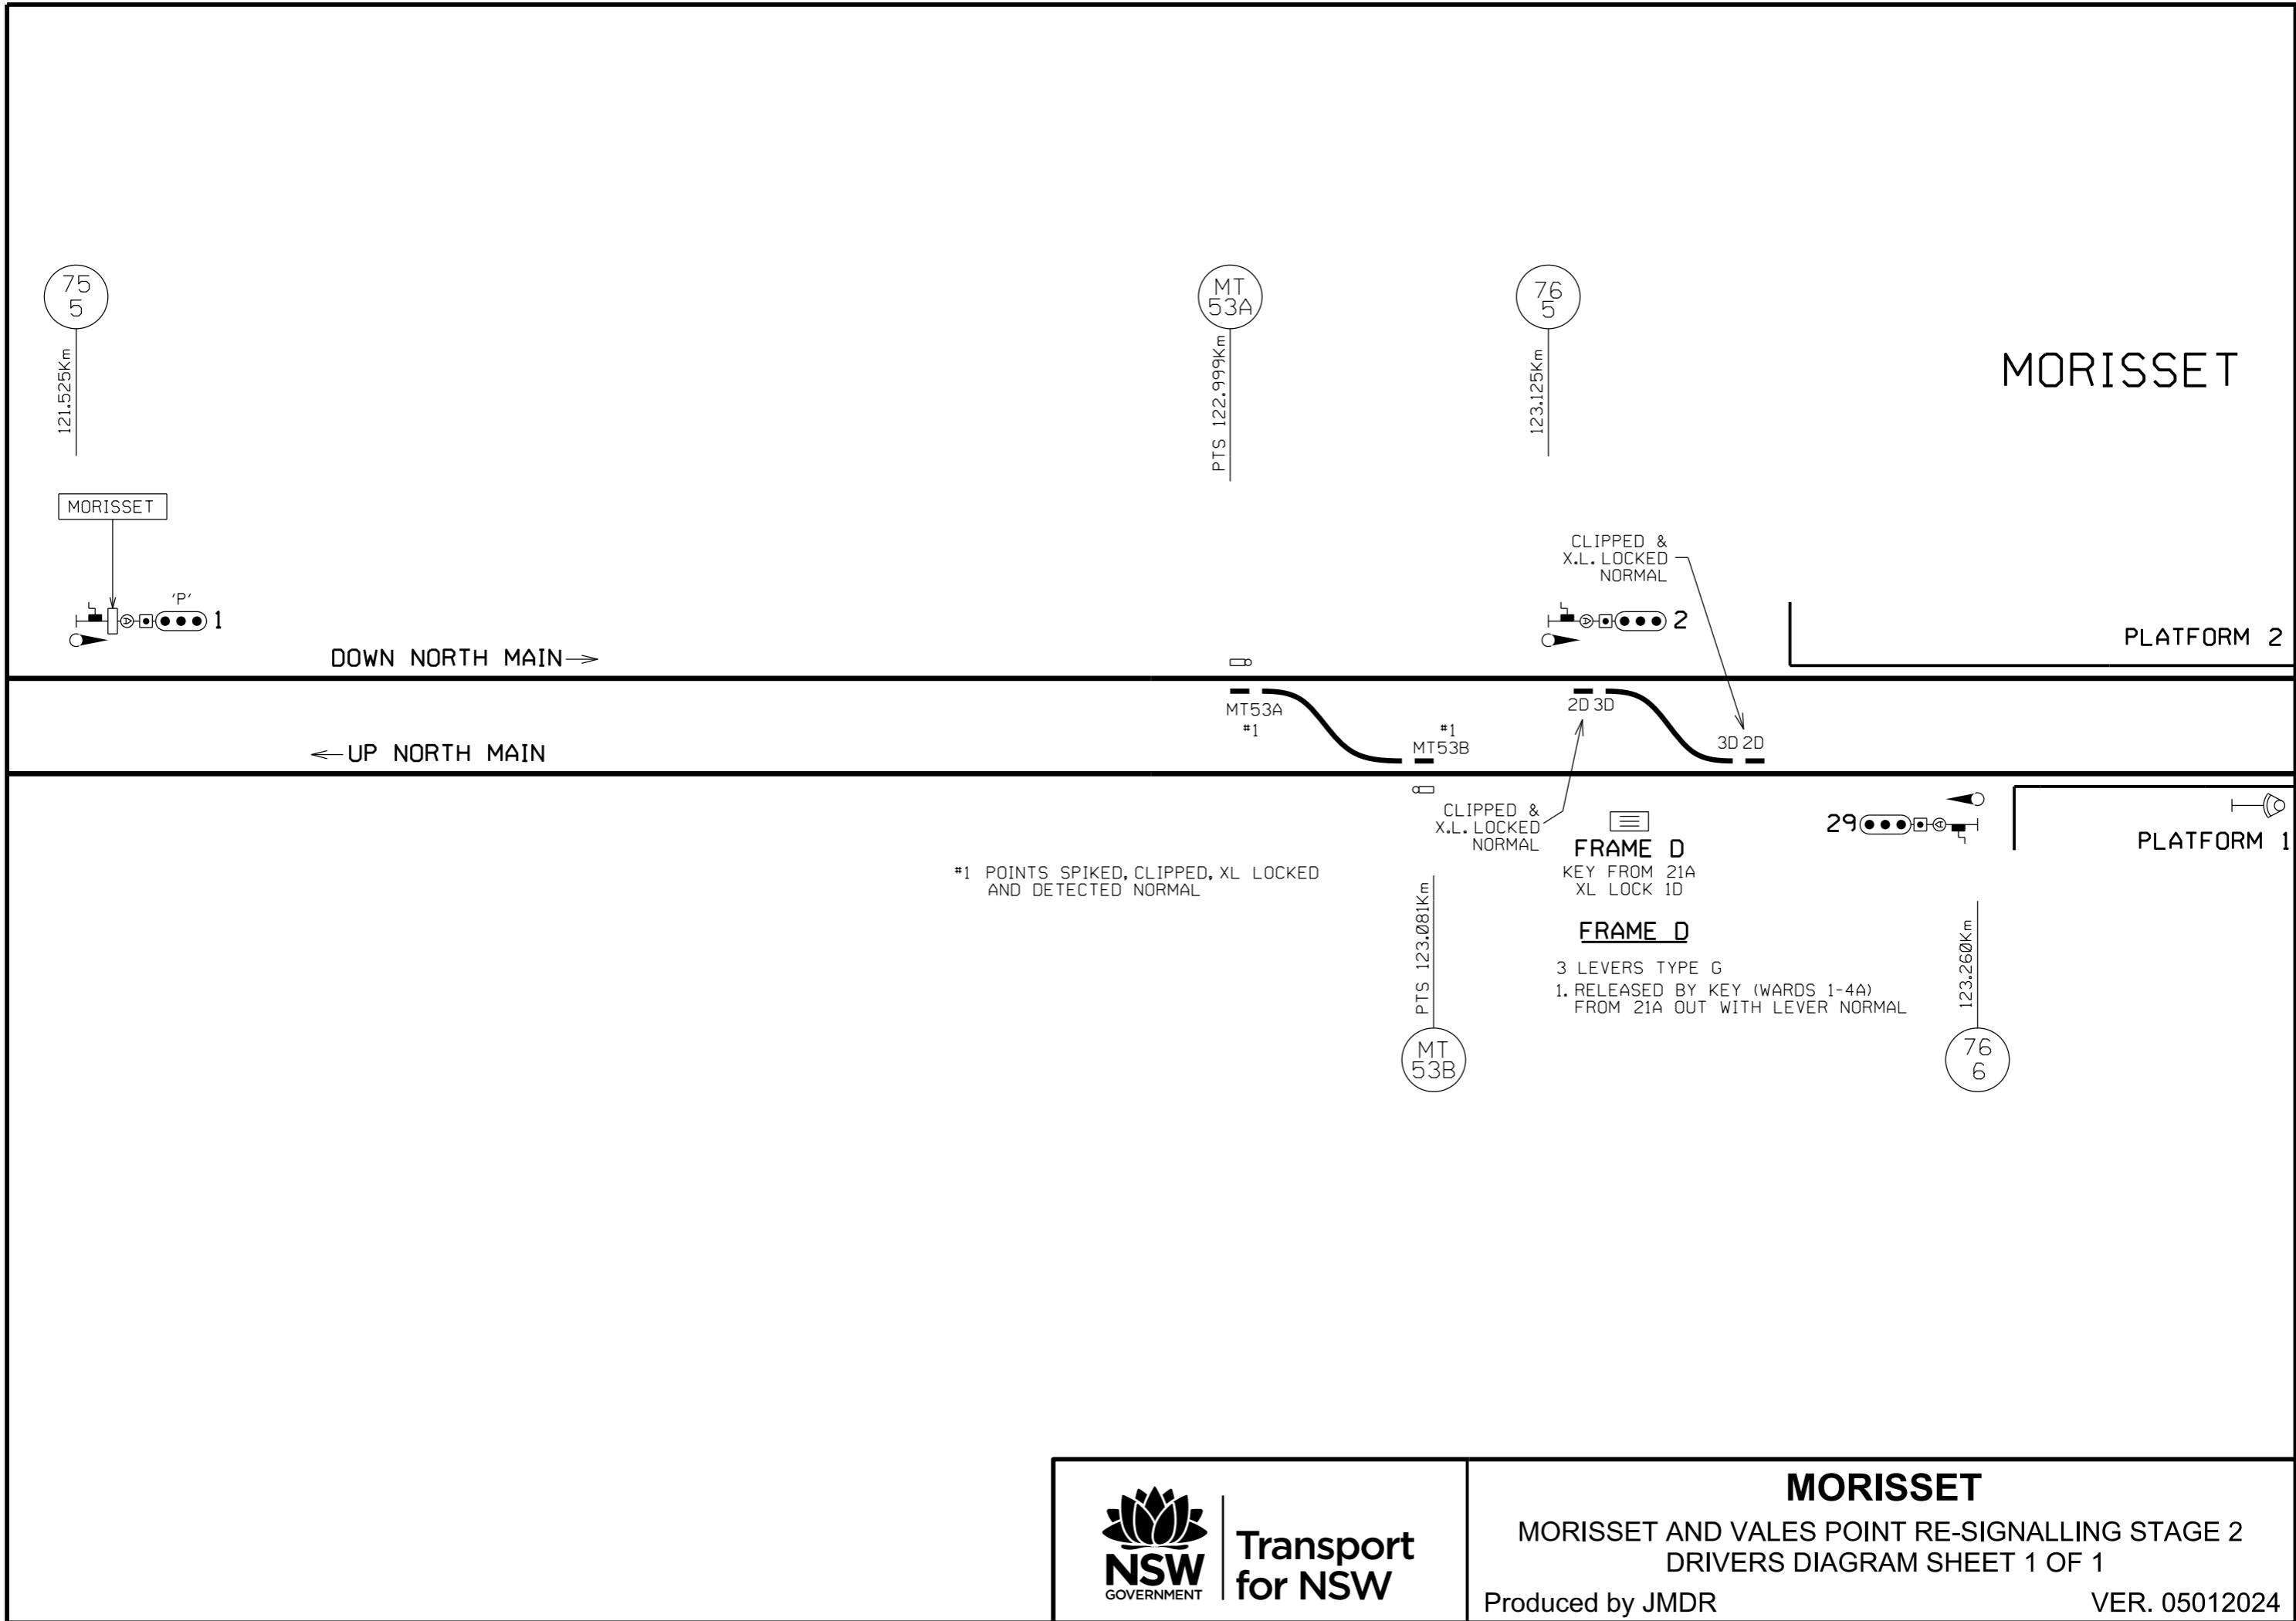 75
5
121.525Km
MT
53A
PTS 122.999Km
76
5
123.125Km
MORISSET
MORISSET
CLIPPED &
X.L. LOCKED
NORMAL
'P'
A
1
A
2
PLATFORM 2
DOWN NORTH MAIN
MT53A
#1
2D 3D
#1
MT53B
3D 2D
UP NORTH MAIN
CLIPPED &
X.L. LOCKED
NORMAL
29
A
PLATFORM 1
FRAME D
KEY FROM 21A
XL LOCK 1D
#1 POINTS SPIKED, CLIPPED, XL LOCKED
AND DETECTED NORMAL
FRAME D
3 LEVERS TYPE G
1. RELEASED BY KEY (WARDS 1-4A)
FROM 21A OUT WITH LEVER NORMAL
PTS 123.081Km
MT
53B
123.260Km
76
6
NSW
GOVERNMENT
Transport
for NSW
MORISSET
MORISSET AND VALES POINT RE-SIGNALLING STAGE 2
DRIVERS DIAGRAM SHEET 1 OF 1
Produced by JMDR
VER. 05012024